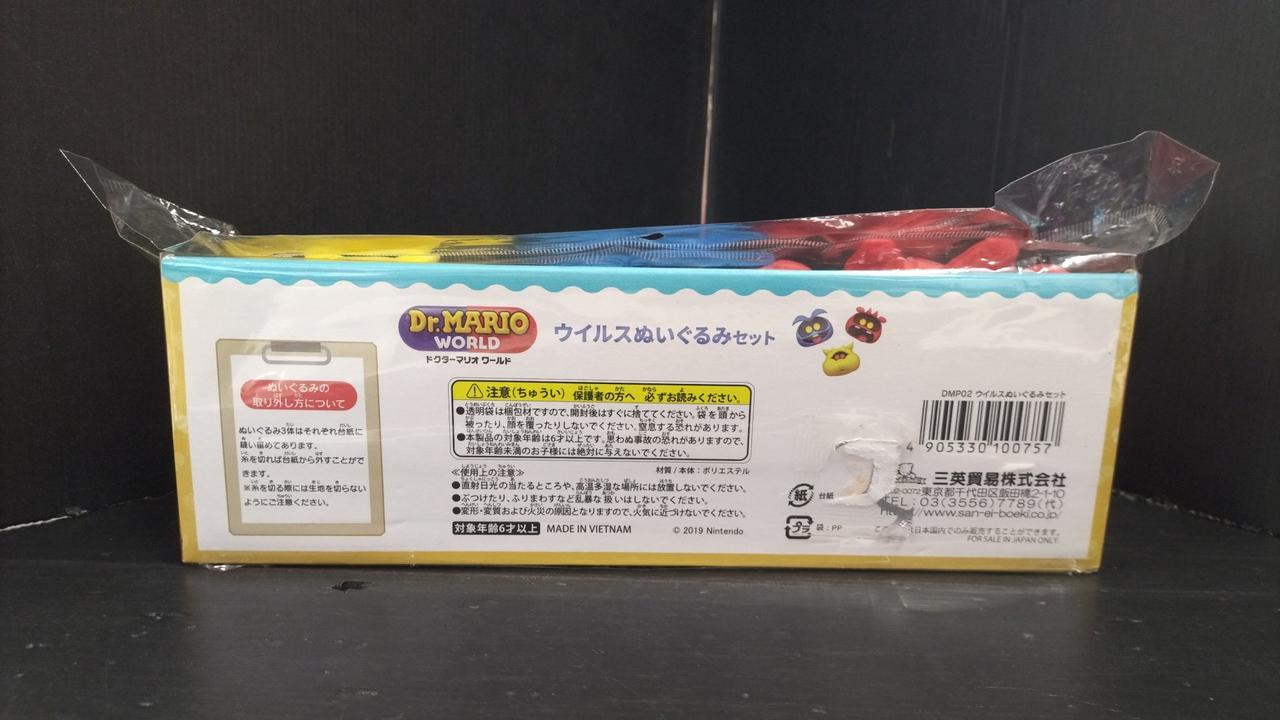 Dr. MARIO
WORLD
ドクターマリオ ワールド
ウイルスぬいぐるみセット
ぬいぐるみの
取り外し方について
ぬいぐるみ3体はそれぞれ台紙に
縫い留めてあります。
糸を切れば台紙から外すことがで
きます。
※糸を切る際には生地を切らない
ようにご注意ください。
注意(ちゅうい) 保護者の方へ 必ずお読みください。
●透明袋は梱包材ですので、開封後はすぐに捨ててください。袋を頭から
被ったり、顔を覆ったりしないでください。窒息する恐れがあります。
●本製品の対象年齢は6才以上です。思わぬ事故の恐れがありますので、
対象年齢未満のお子様には絶対に与えないでください。
≪使用上の注意≫
材質/本体:ポリエステル
●直射日光の当たるところや、高温多湿な場所には放置しないでください。
●ぶつけたり、ふりまわすなど乱暴な扱いはしないでください。
●変形・変質および火災の原因となりますので、火気に近づけないでください。
対象年齢6才以上 MADE IN VIETNAM
© 2019 Nintendo
DMP02 ウイルスぬいぐるみセット
4 905330 100757
紙 台紙
プラ 袋:PP
三英貿易株式会社
-0072東京都千代田区飯田橋2-1-10
TEL:03(3556)7789(代)
http://www.san-ei-boeki.co.jp/
日本国内でのみ販売することができます。
FOR SALE IN JAPAN ONLY.